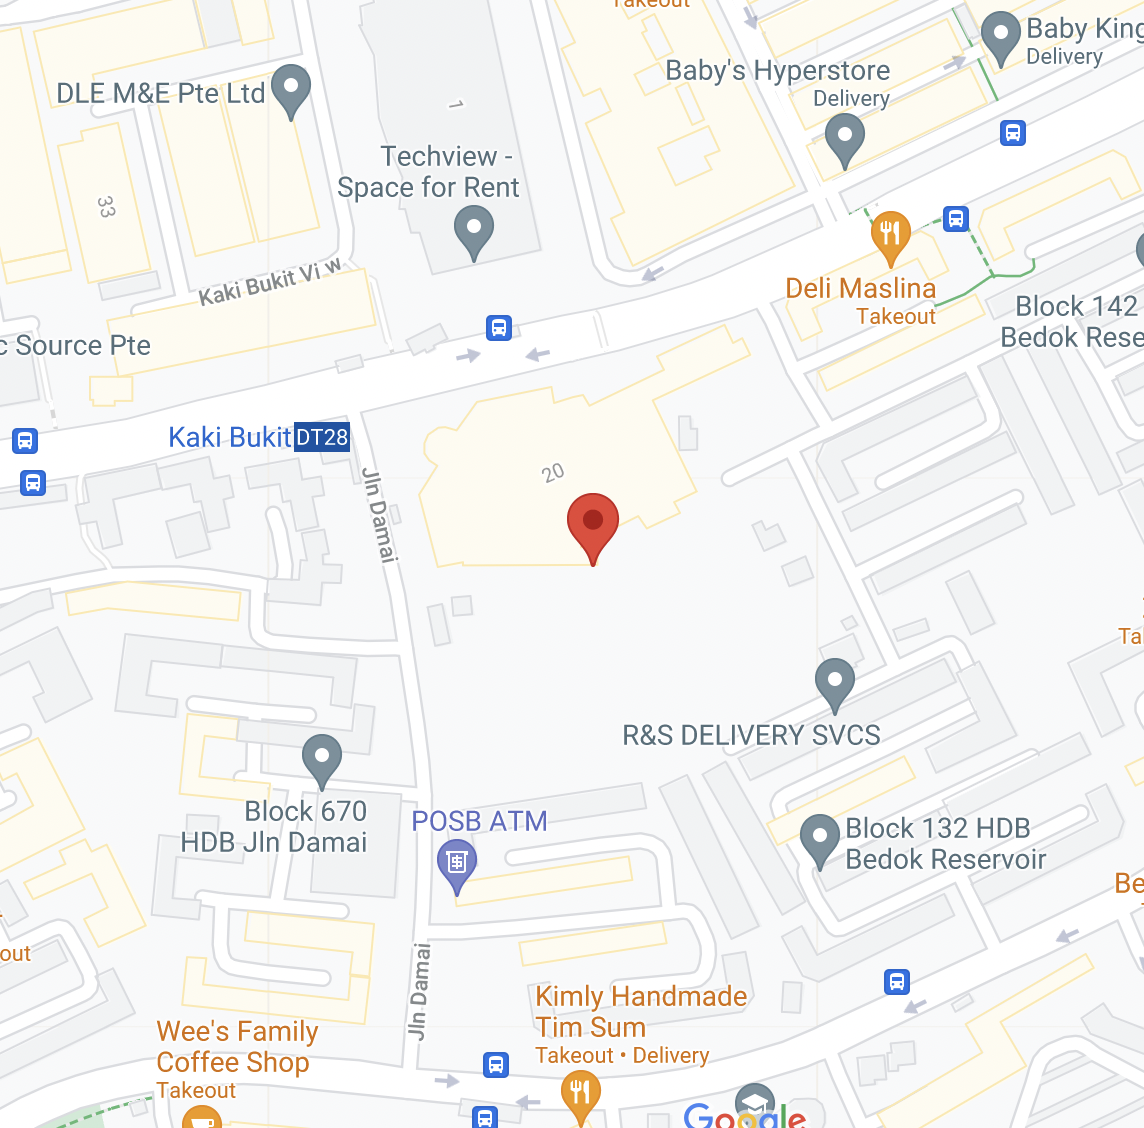 Takeout
Baby King
Delivery
Baby's Hyperstore
Delivery
DLE M&E Pte Ltd
1
Techview -
Space for Rent
33
Kaki Bukit Vi w
Deli Maslina
Takeout
Block 142
Bedok Rese
c Source Pte
Kaki Bukit DT28
20
Jln Damai
Ta
R&S DELIVERY SVCS
Block 670
HDB Jln Damai
POSB ATM
Block 132 HDB
Bedok Reservoir
Be
out
Jln Damai
Kimly Handmade
Tim Sum
Takeout • Delivery
Wee's Family
Coffee Shop
Takeout
Google